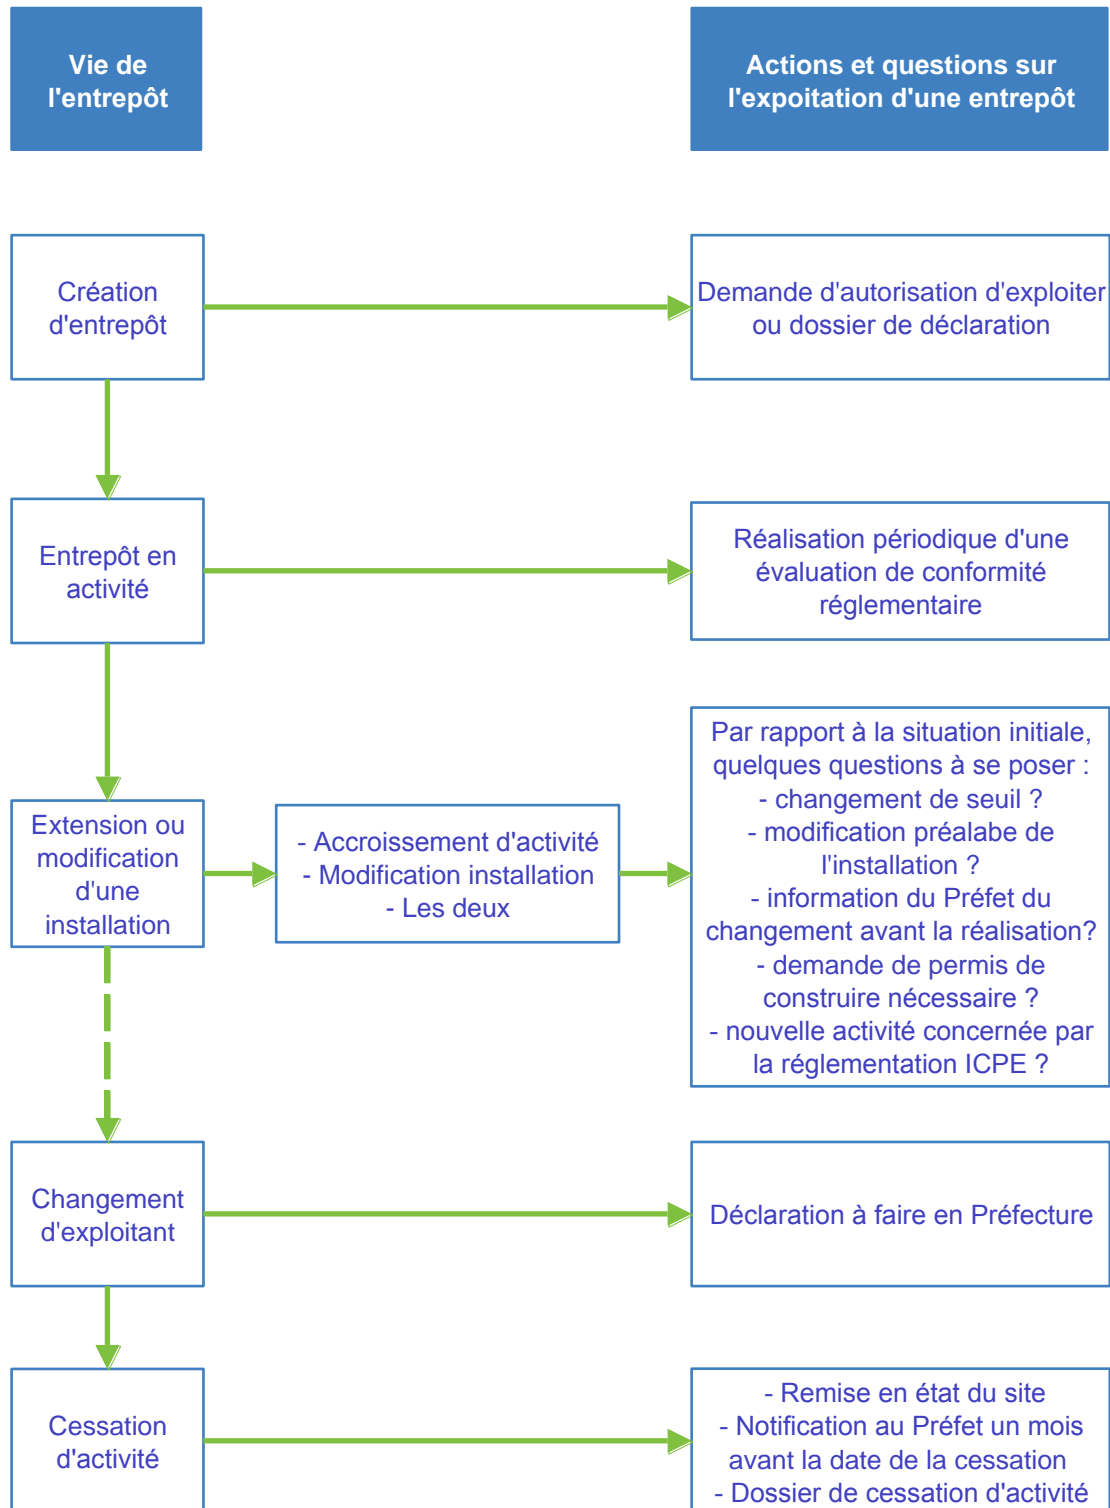 Vie de
l'entrepôt
Actions et questions sur
l'expoitation d'une entrepôt
Création
d'entrepôt
Demande d'autorisation d'exploiter
ou dossier de déclaration
Entrepôt en
activité
Réalisation périodique d'une
évaluation de conformité
réglementaire
Extension ou
modification
d'une
installation
- Accroissement d'activité
- Modification installation
- Les deux
Par rapport à la situation initiale,
quelques questions à se poser :
- changement de seuil ?
- modification préalabe de
l'installation ?
- information du Préfet du
changement avant la réalisation?
- demande de permis de
construire nécessaire ?
- nouvelle activité concernée par
la réglementation ICPE ?
Changement
d'exploitant
Déclaration à faire en Préfecture
Cessation
d'activité
- Remise en état du site
- Notification au Préfet un mois
avant la date de la cessation
- Dossier de cessation d'activité